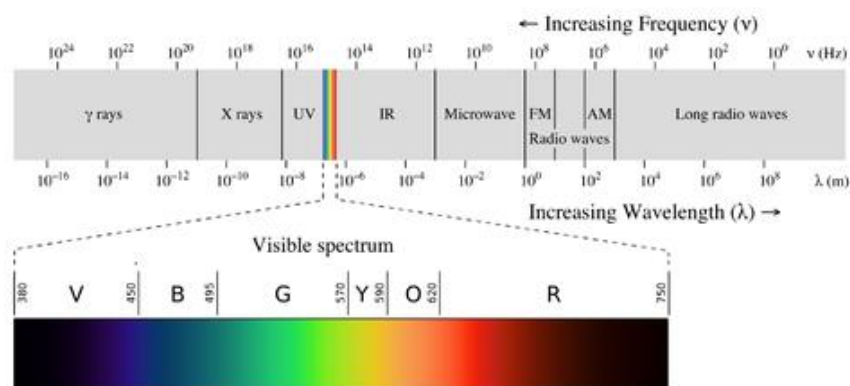 ← Increasing Frequency (ν)
10²⁴ 10²² 10²⁰ 10¹⁸ 10¹⁶ 10¹⁴ 10¹² 10¹⁰ 10⁸ 10⁶ 10⁴ 10² 10⁰ ν (Hz)
γ rays X rays UV IR Microwave FM AM Long radio waves
Radio waves
10⁻¹⁶ 10⁻¹⁴ 10⁻¹² 10⁻¹⁰ 10⁻⁸ 10⁻⁶ 10⁻⁴ 10⁻² 10⁰ 10² 10⁴ 10⁶ 10⁸ λ (m)
Increasing Wavelength (λ) →
Visible spectrum
380 V 450 B 495 G 570 Y 590 O 620 R 750